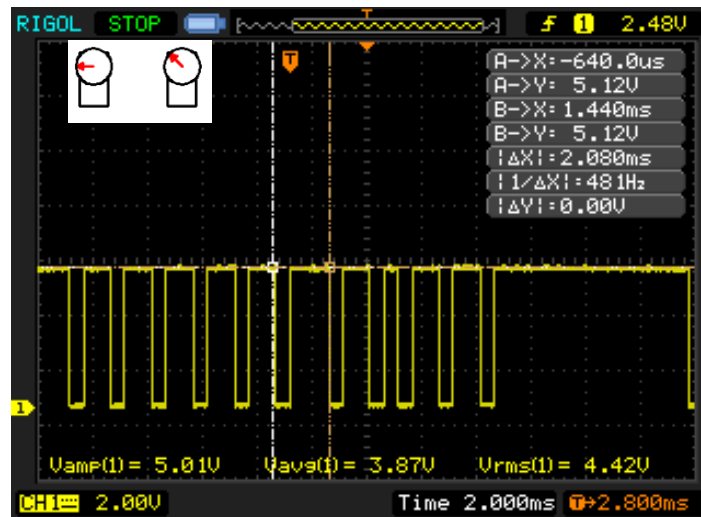 RIGOL STOP T f 1 2.48V
T
A->X:-640.0us
A->Y: 5.12V
B->X: 1.440ms
B->Y: 5.12V
|ΔX|:2.080ms
|1/ΔX|:481Hz
|ΔY|:0.00V
1
Vamp(1)= 5.01V Vavg(1)= 3.87V Vrms(1)= 4.42V
CH1 2.00V Time 2.000ms T→2.800ms